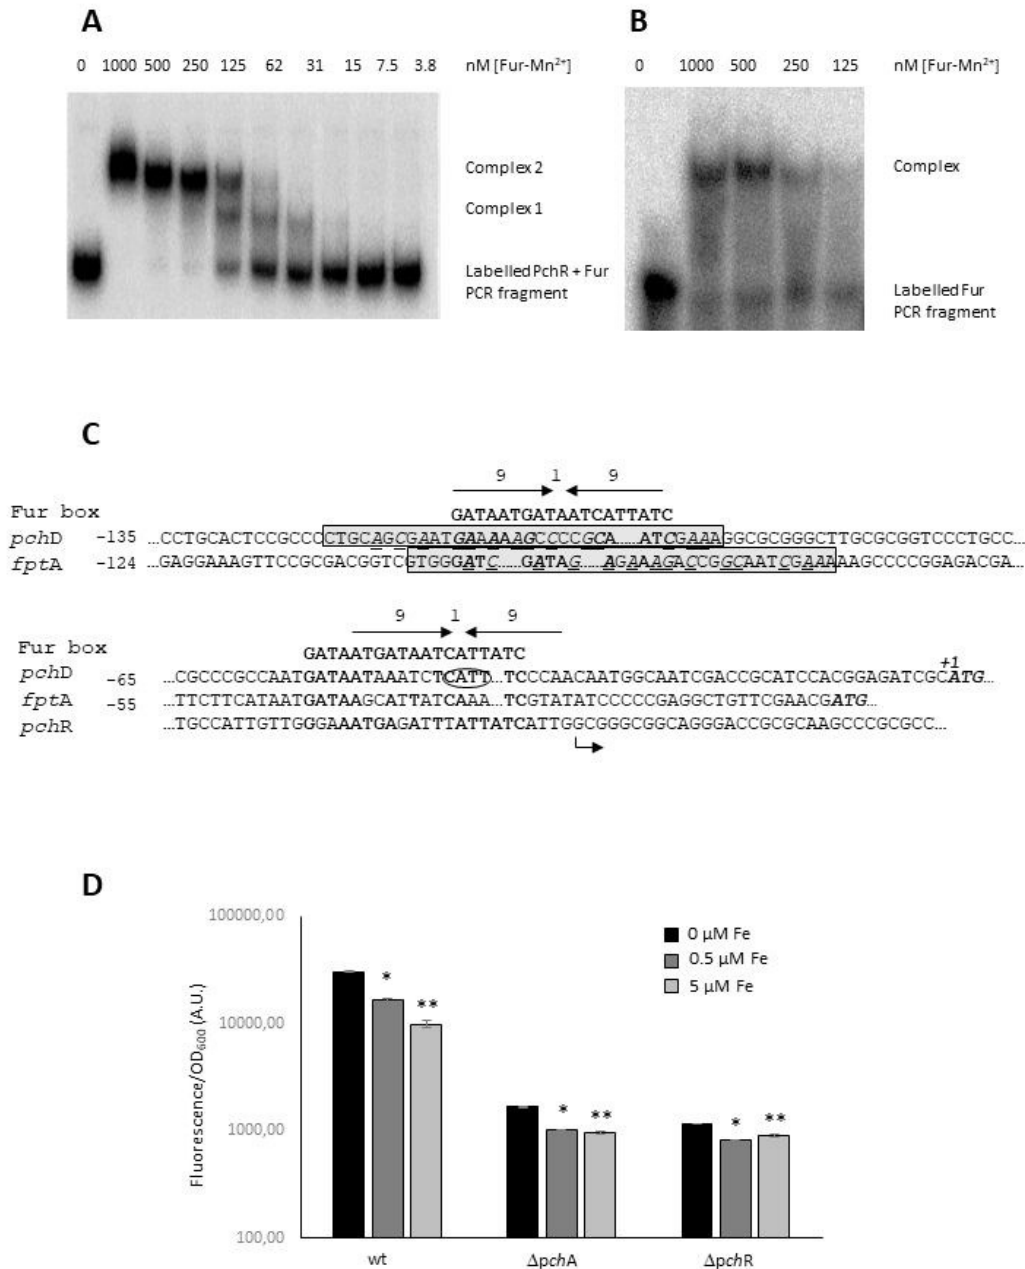 A
0 1000 500 250 125 62 31 15 7.5 3.8 nM [Fur-Mn²⁺]
Complex 2
Complex 1
Labelled PchR + Fur
PCR fragment
B
0 1000 500 250 125 nM [Fur-Mn²⁺]
Complex
Labelled Fur
PCR fragment
C
9 1 9
Fur box GATAATGATAATCATTATC
pchD -135 ...CCTGCACTCCGCCCCTGCAGCGAATGAAAAAGCCCCGCA.....ATCGAAAGGCGCGGGCTTGCGCGGTCCCTGCC...
fptA -124 ...GAGGAAAGTTCCGCGACGGTCGTGGGATC....GATAG...AGAAAGACCGGCAATCGAAAAAGCCCCGGAGACGA...
9 1 9
Fur box GATAATGATAATCATTATC
+1
pchD -65 ...CGCCCGCCAATGATAATAAATCTCATT...TCCCAACAATGGCAATCGACCGCATCCACGGAGATCGCATG...
fptA -55 ...TTCTTCATAATGATAAGCATTATCAAA...TCGTATATCCCCCGAGGCTGTTCGAACGATG...
pchR ...TGCCATTGTTGGGAAATGAGATTTATTATCATTGGCGGGCGGCAGGGACCGCGCAAGCCCGCGCC...
D
100000,00
10000,00
1000,00
100,00
Fluorescence/OD₆₀₀ (A.U.)
0 µM Fe
0.5 µM Fe
5 µM Fe
* **
* **
* **
wt ΔpchA ΔpchR